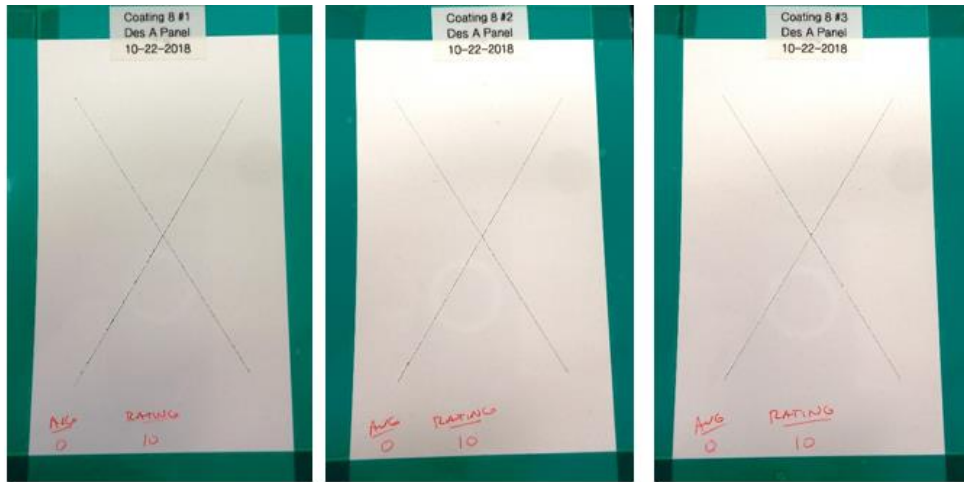 Coating 8 #1
Des A Panel
10-22-2018
AVG RATING
0 10
Coating 8 #2
Des A Panel
10-22-2018
AVG RATING
0 10
Coating 8 #3
Des A Panel
10-22-2018
AVG RATING
0 10